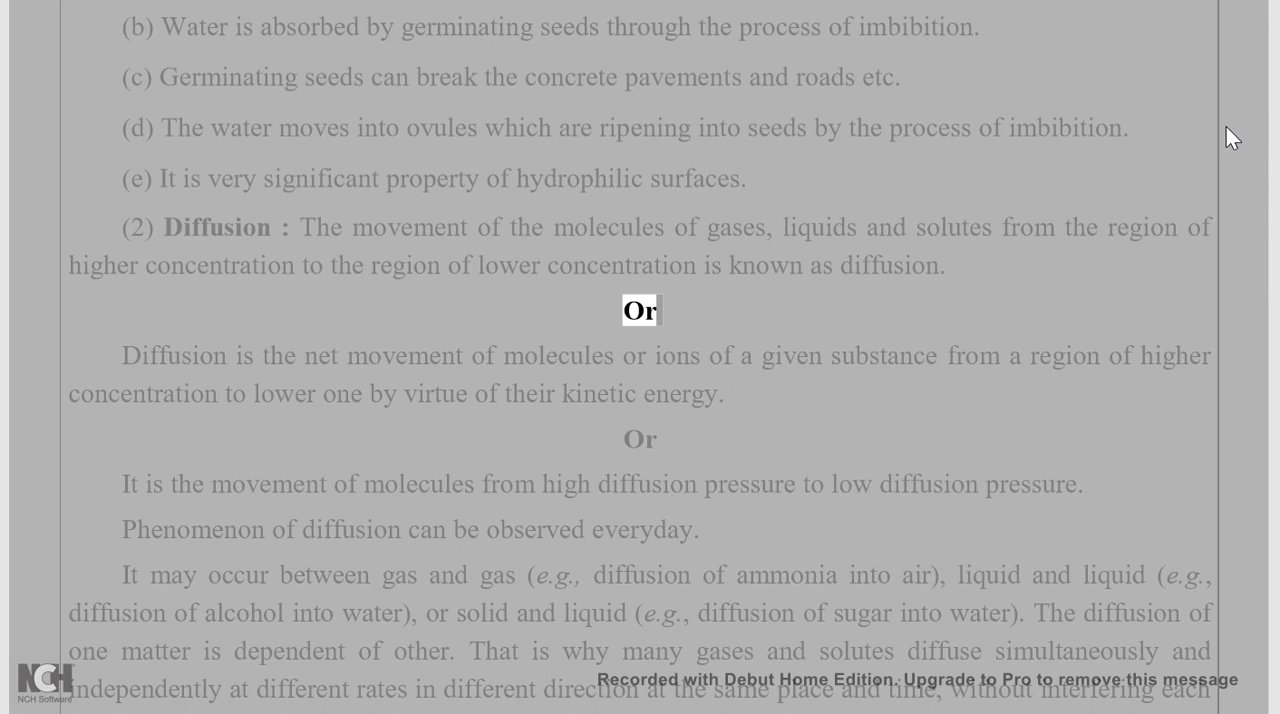 (b) Water is absorbed by germinating seeds through the process of imbibition.
(c) Germinating seeds can break the concrete pavements and roads etc.
(d) The water moves into ovules which are ripening into seeds by the process of imbibition.
(e) It is very significant property of hydrophilic surfaces.
(2) Diffusion : The movement of the molecules of gases, liquids and solutes from the region of
higher concentration to the region of lower concentration is known as diffusion.
Or
Diffusion is the net movement of molecules or ions of a given substance from a region of higher
concentration to lower one by virtue of their kinetic energy.
Or
It is the movement of molecules from high diffusion pressure to low diffusion pressure.
Phenomenon of diffusion can be observed everyday.
It may occur between gas and gas (e.g., diffusion of ammonia into air), liquid and liquid (e.g.,
diffusion of alcohol into water), or solid and liquid (e.g., diffusion of sugar into water). The diffusion of
one matter is dependent of other. That is why many gases and solutes diffuse simultaneously and
independently at different rates in different direction at the same place and time, without interfering each
NCH
NCH Software
Recorded with Debut Home Edition. Upgrade to Pro to remove this message